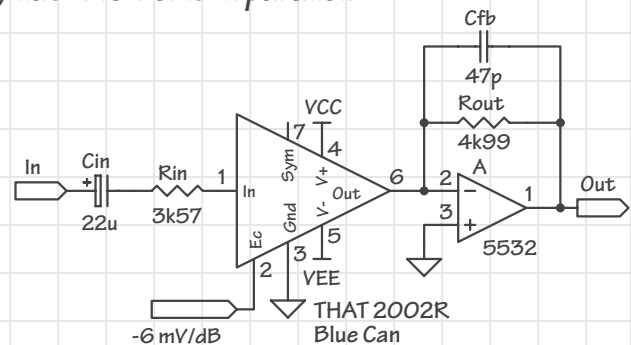 Cfb
47p
Rout
4k99
VCC
7
4
Sym
V+
In
Cin
+
22u
Rin
3k57
1
In
Out
6
Ec
Gnd
V-
2
3
5
VEE
-6 mV/dB
THAT 2002R
Blue Can
A
2
−
3
+
1
5532
Out